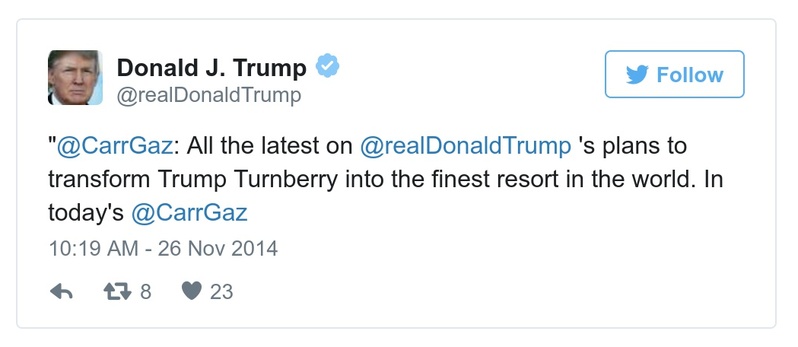 Donald J. Trump
@realDonaldTrump
Follow
"@CarrGaz: All the latest on @realDonaldTrump 's plans to
transform Trump Turnberry into the finest resort in the world. In
today's @CarrGaz
10:19 AM - 26 Nov 2014
8 23